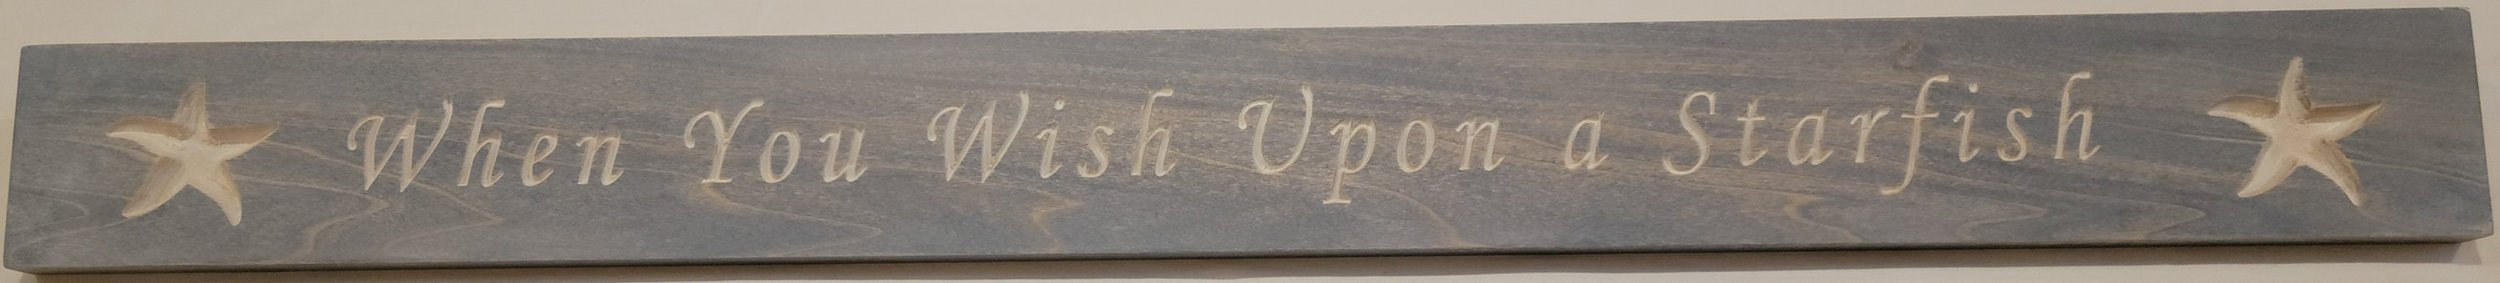 When You Wish Upon a Starfish